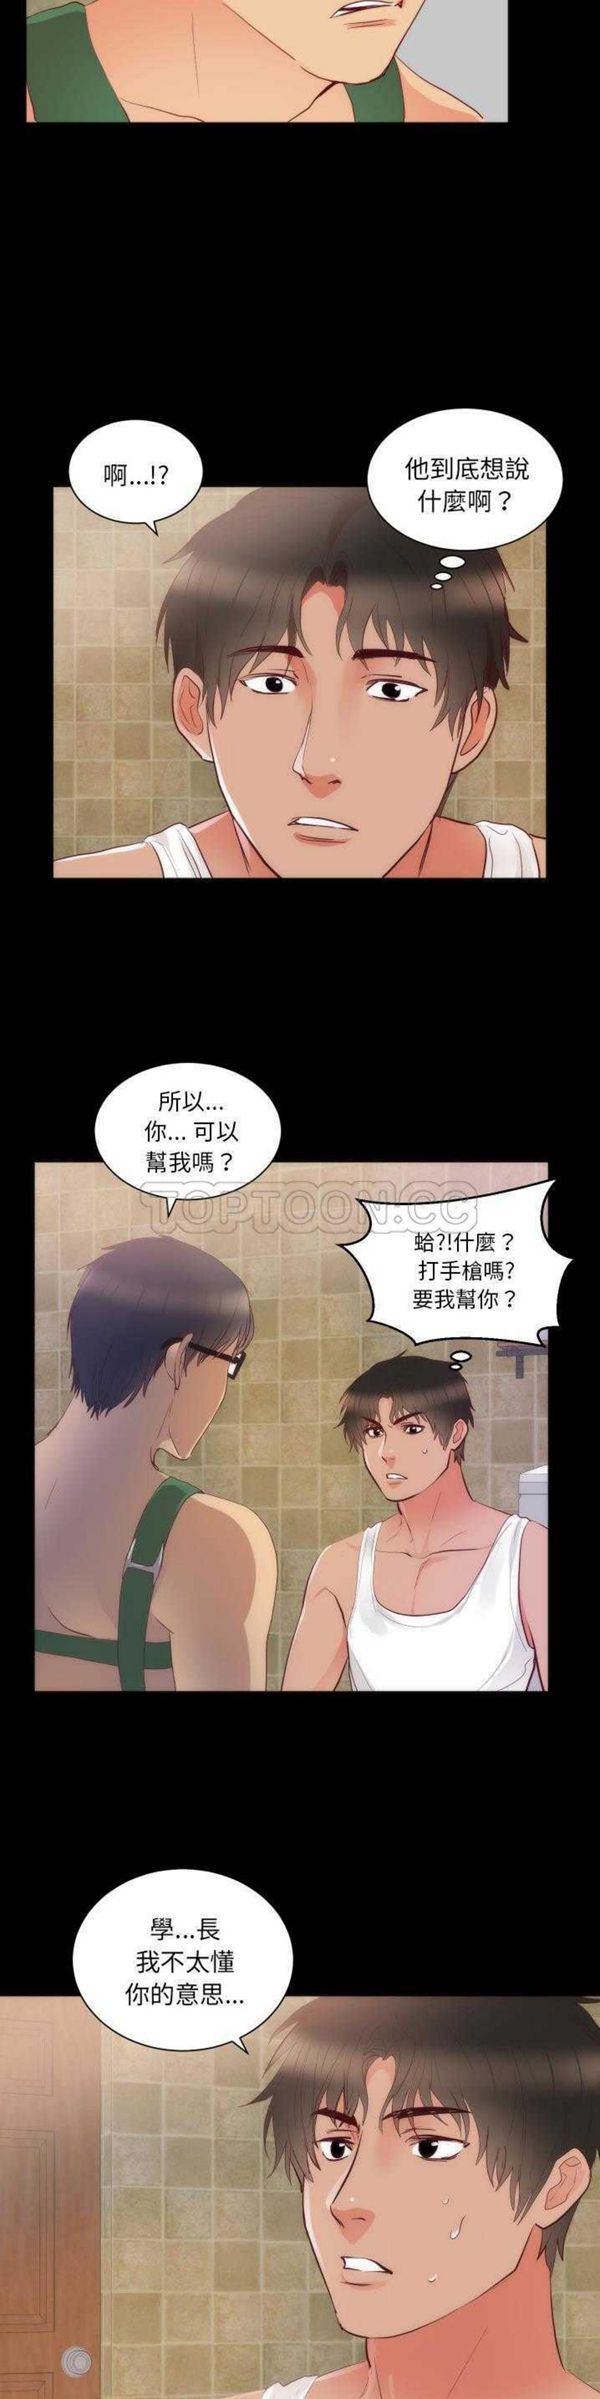 啊...!?
他到底想說
什麼啊？
所以...
你... 可以
幫我嗎？
TOPTOON.CC
蛤?!什麼？
打手槍嗎?
要我幫你？
學...長
我不太懂
你的意思...